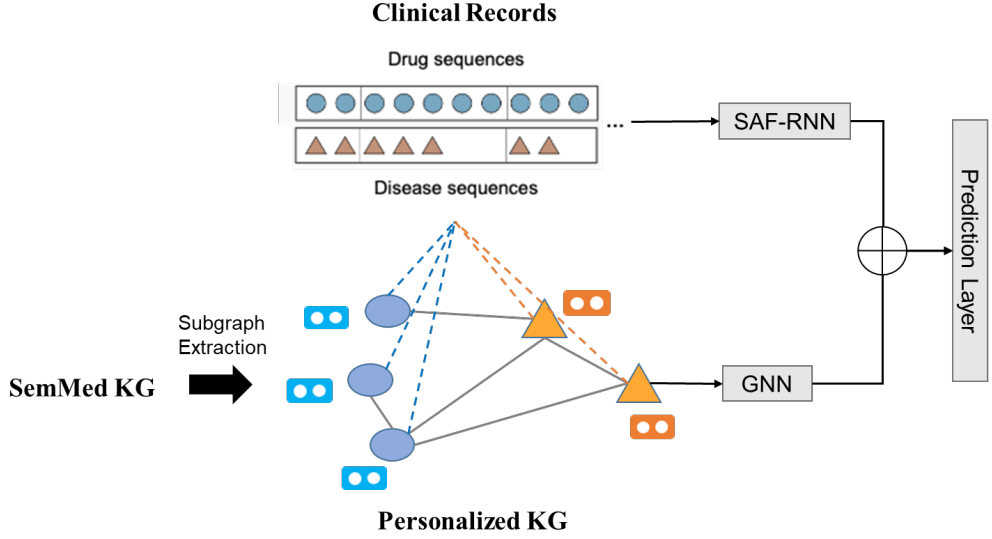 Clinical Records
Drug sequences
...
SAF-RNN
Disease sequences
Prediction Layer
Subgraph
Extraction
SemMed KG
GNN
Personalized KG